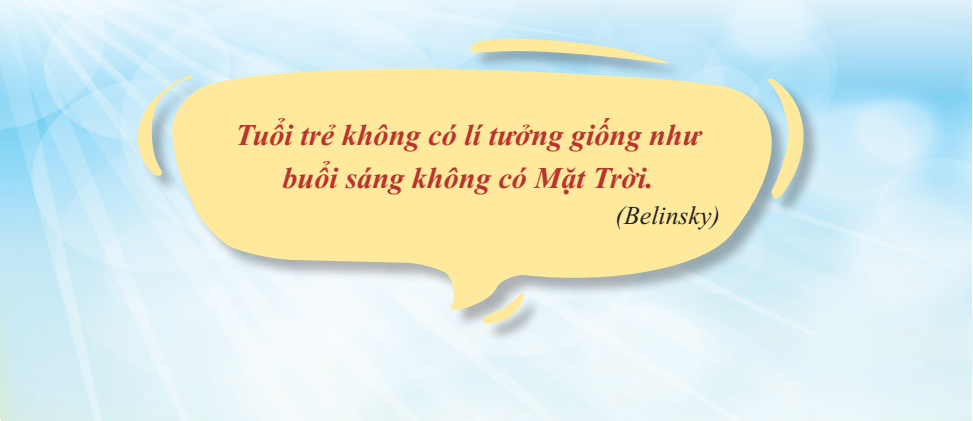 Tuổi trẻ không có lí tưởng giống như
buổi sáng không có Mặt Trời.
(Belinsky)